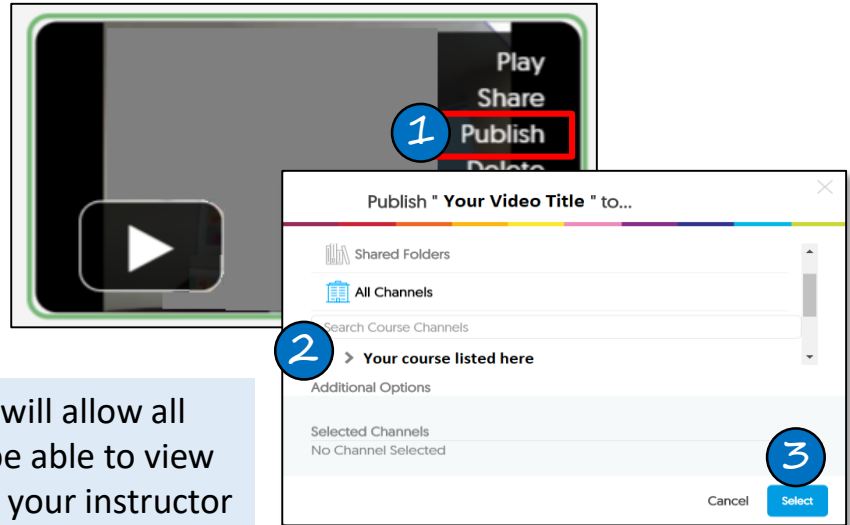 Play
Share
1
Publish
Delete
Publish " Your Video Title " to...
Shared Folders
All Channels
Search Course Channels
2
> Your course listed here
Additional Options
Selected Channels
No Channel Selected
3
Cancel
Select
will allow all
be able to view
your instructor